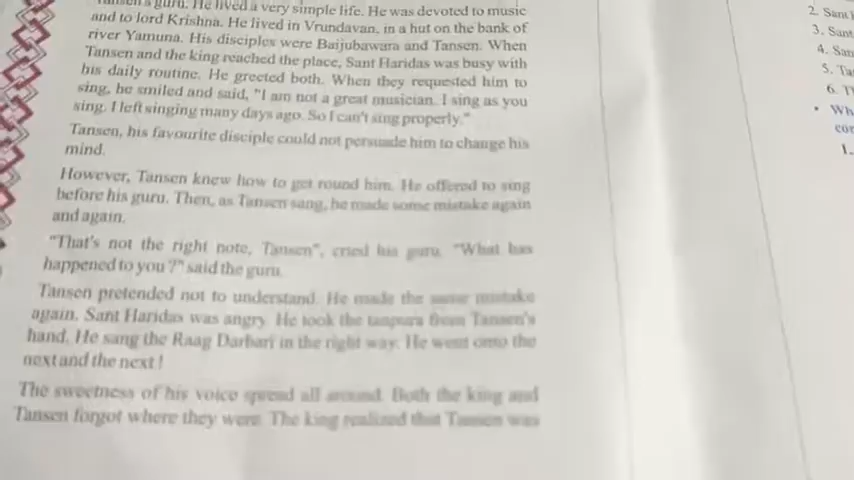 Tansen's guru. He lived a very simple life. He was devoted to music
and to lord Krishna. He lived in Vrundavan, in a hut on the bank of
river Yamuna. His disciples were Baijubawara and Tansen. When
Tansen and the king reached the place, Sant Haridas was busy with
his daily routine. He greeted both. When they requested him to
sing, he smiled and said, "I am not a great musician. I sing as you
sing. I left singing many days ago. So I can't sing properly."
Tansen, his favourite disciple could not persuade him to change his
mind.
However, Tansen knew how to get round him. He offered to sing
before his guru. Then, as Tansen sang, he made some mistake again
and again.
"That's not the right note, Tansen", cried his guru. "What has
happened to you ?" said the guru.
Tansen pretended not to understand. He made the same mistake
again. Sant Haridas was angry. He took the tanpura from Tansen's
hand. He sang the Raag Darbari in the right way. He went onto the
next and the next !
The sweetness of his voice spread all around. Both the king and
Tansen forgot where they were. The king realized that Tansen was
2. Sant
3. Sant
4. San
5. Ta
6. T
• Wh
1.